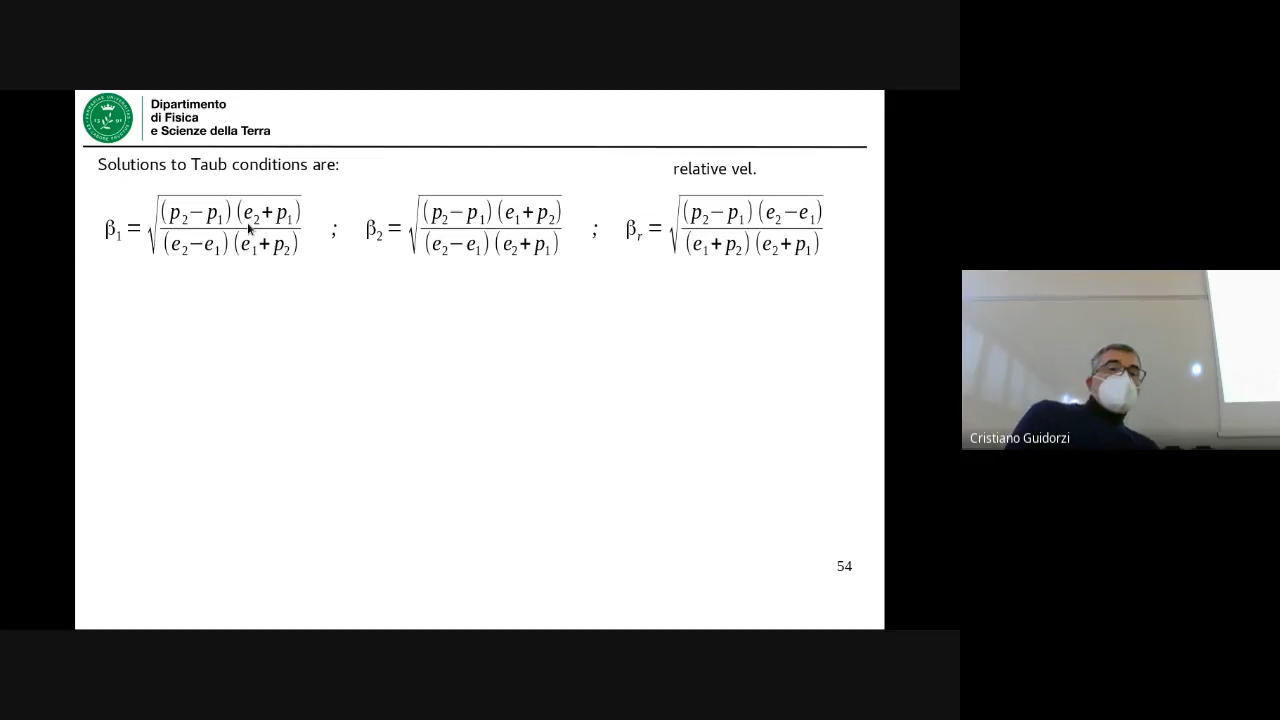 Dipartimento
di Fisica
e Scienze della Terra
Solutions to Taub conditions are:
relative vel.
β₁ = √((p₂−p₁)(e₂+p₁) / (e₂−e₁)(e₁+p₂)) ; β₂ = √((p₂−p₁)(e₁+p₂) / (e₂−e₁)(e₂+p₁)) ; βᵣ = √((p₂−p₁)(e₂−e₁) / (e₁+p₂)(e₂+p₁))
Cristiano Guidorzi
54